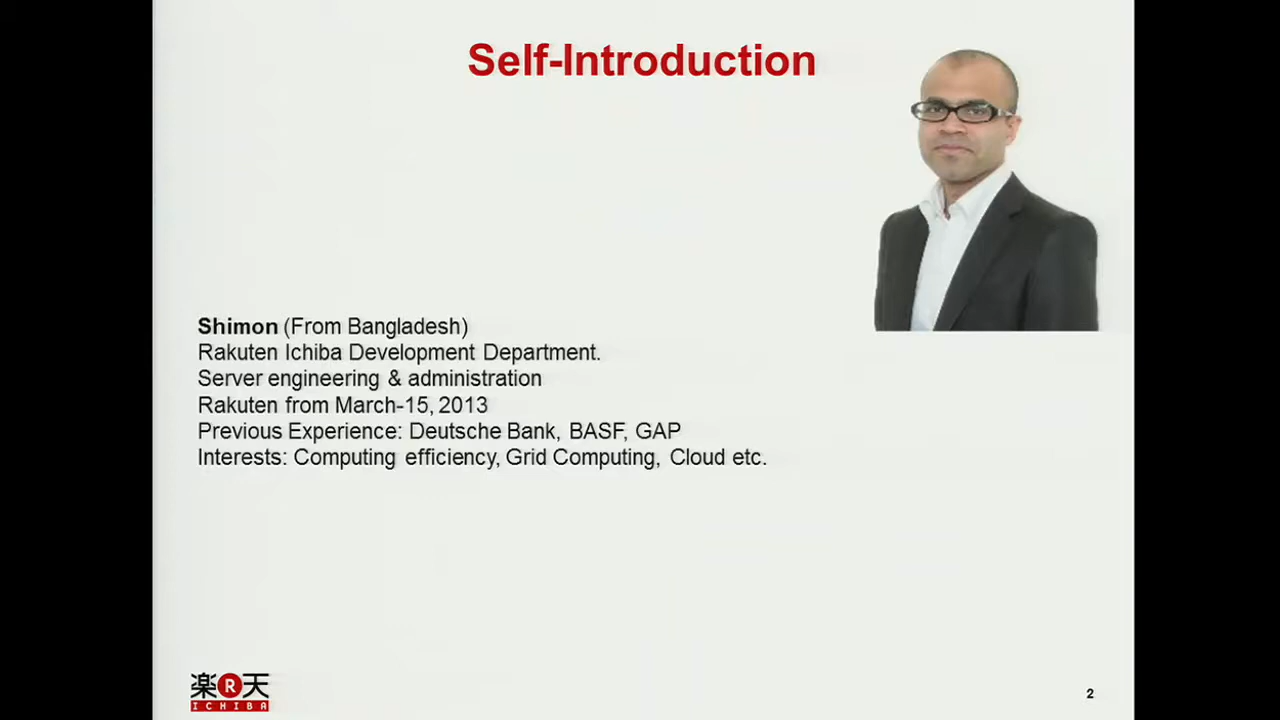 Self-Introduction
Shimon (From Bangladesh)
Rakuten Ichiba Development Department.
Server engineering & administration
Rakuten from March-15, 2013
Previous Experience: Deutsche Bank, BASF, GAP
Interests: Computing efficiency, Grid Computing, Cloud etc.
楽R天
ICHIBA
2